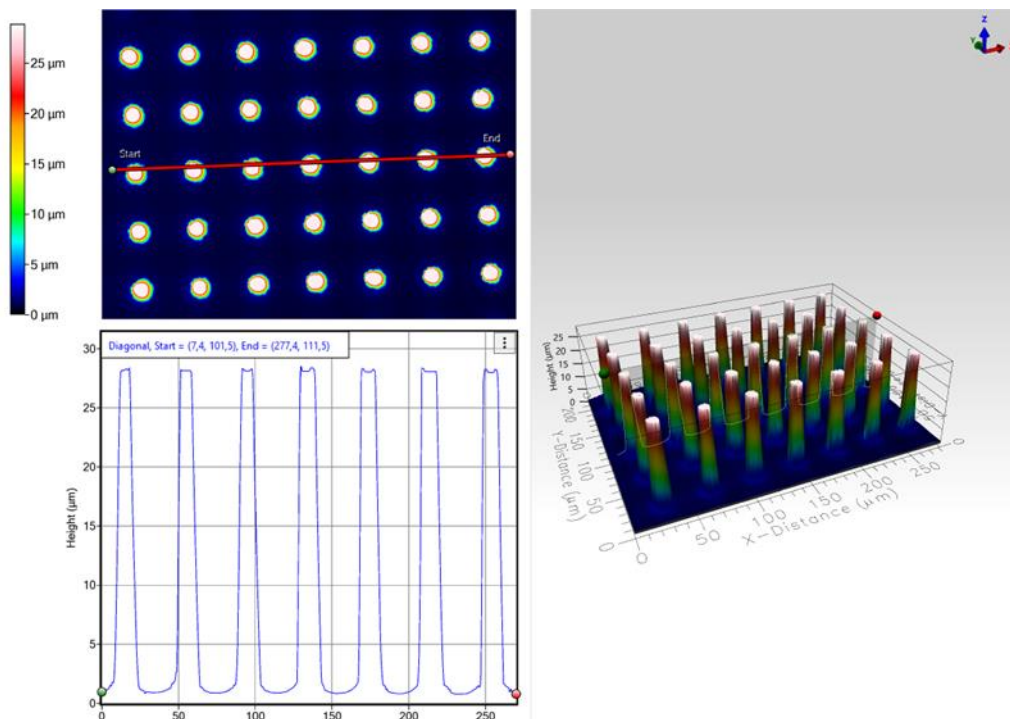 25 µm
20 µm
15 µm
10 µm
5 µm
0 µm
Start
End
Diagonal, Start = (7,4, 101,5), End = (277,4, 111,5)
30
25
20
15
10
5
0
Height (µm)
0
50
100
150
200
250
Z
Y
25
20
15
10
5
0
Height (µm)
200
150
100
50
0
Y-Distance (µm)
0
50
100
150
200
250
0
X-Distance (µm)